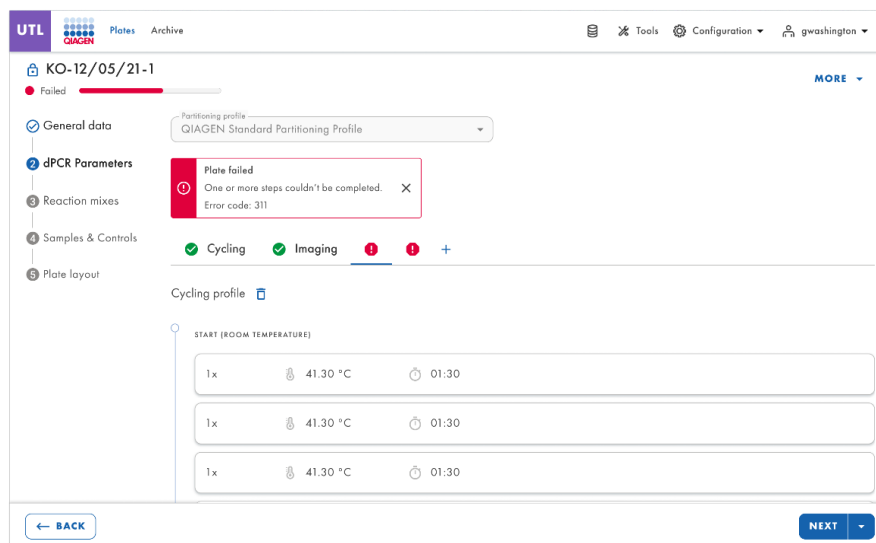 UTL
QIAGEN
Plates
Archive
Tools
Configuration
gwashington
KO-12/05/21-1
Failed
MORE
General data
2 dPCR Parameters
3 Reaction mixes
4 Samples & Controls
5 Plate layout
Partitioning profile
QIAGEN Standard Partitioning Profile
Plate failed
One or more steps couldn't be completed.
Error code: 311
Cycling
Imaging
Cycling profile
START (ROOM TEMPERATURE)
1x 41.30 °C 01:30
1x 41.30 °C 01:30
1x 41.30 °C 01:30
BACK
NEXT